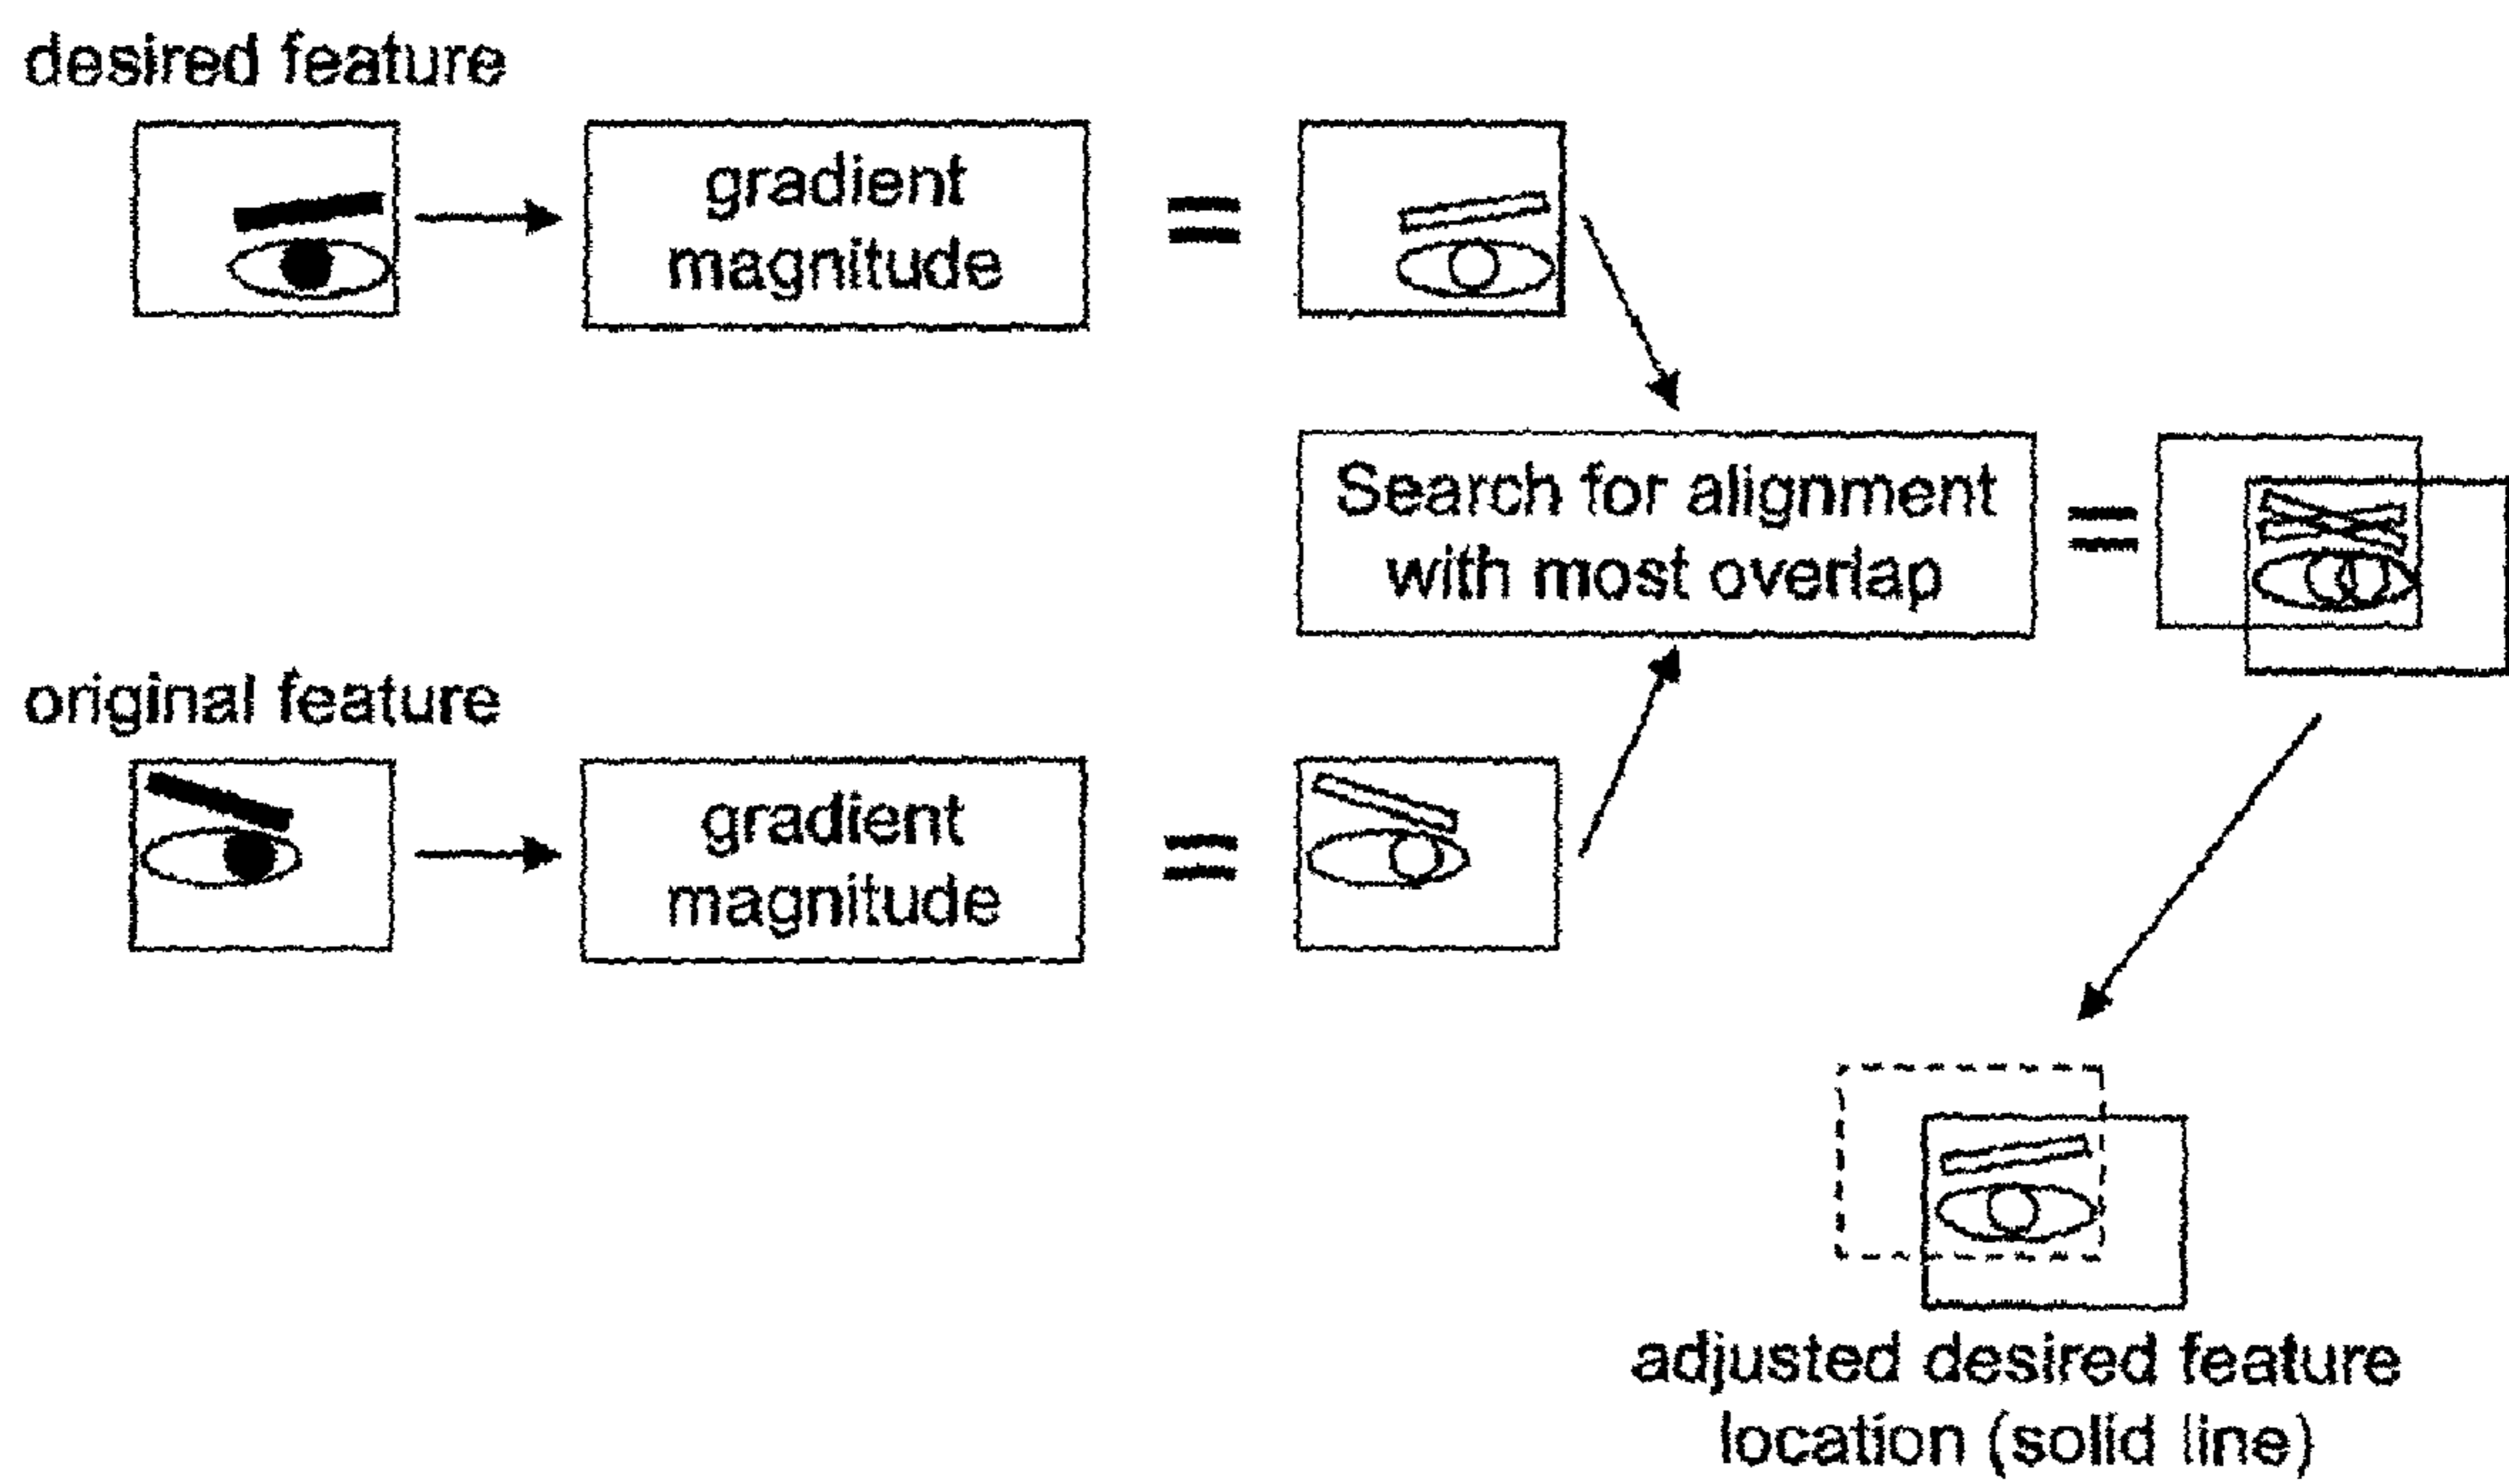 desired feature
gradient
magnitude
=
Search for alignment
with most overlap
=
original feature
gradient
magnitude
=
adjusted desired feature
location (solid line)